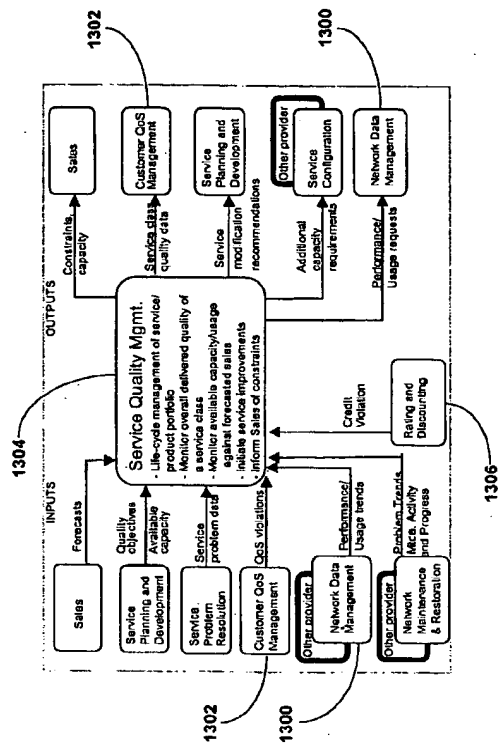 INPUTS
OUTPUTS
1304
Sales
Forecasts
Service
Planning and
Development
Quality
objectives
Available
capacity
Service
Problem
Resolution
Service
problem data
Customer QoS
Management
QoS violations
1302
Other provider
Network Data
Management
Performance/
Usage trends
1300
Other provider
Network
Maintenance
& Restoration
Problem Trends
and Progress
Rating and
Discounting
Credit
Violation
1306
Service Quality Mgmt.
- Life-cycle management of service/
product portfolio
- Monitor overall delivered quality of
a service class
- Monitor available capacity/usage
against forecasted sales
- Initiate service improvements
- Inform Sales of constraints
Constraints,
capacity
Sales
Service class
quality data
Customer QoS
Management
1302
Service
modification
recommendations
Service
Planning and
Development
Additional
capacity
requirements
Other provider
Service
Configuration
Performance/
Usage requests
Network Data
Management
1300